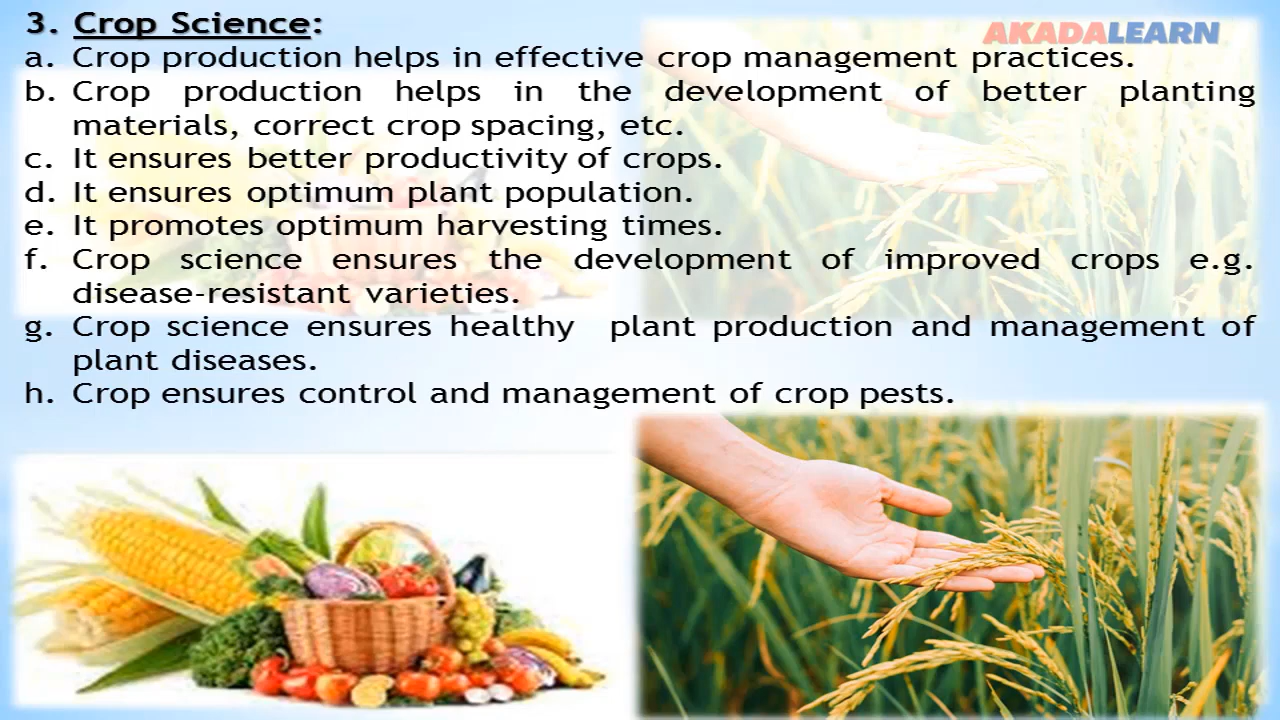 3. Crop Science:
AKADALEARN
a. Crop production helps in effective crop management practices.
b. Crop production helps in the development of better planting
materials, correct crop spacing, etc.
c. It ensures better productivity of crops.
d. It ensures optimum plant population.
e. It promotes optimum harvesting times.
f. Crop science ensures the development of improved crops e.g.
disease-resistant varieties.
g. Crop science ensures healthy plant production and management of
plant diseases.
h. Crop ensures control and management of crop pests.